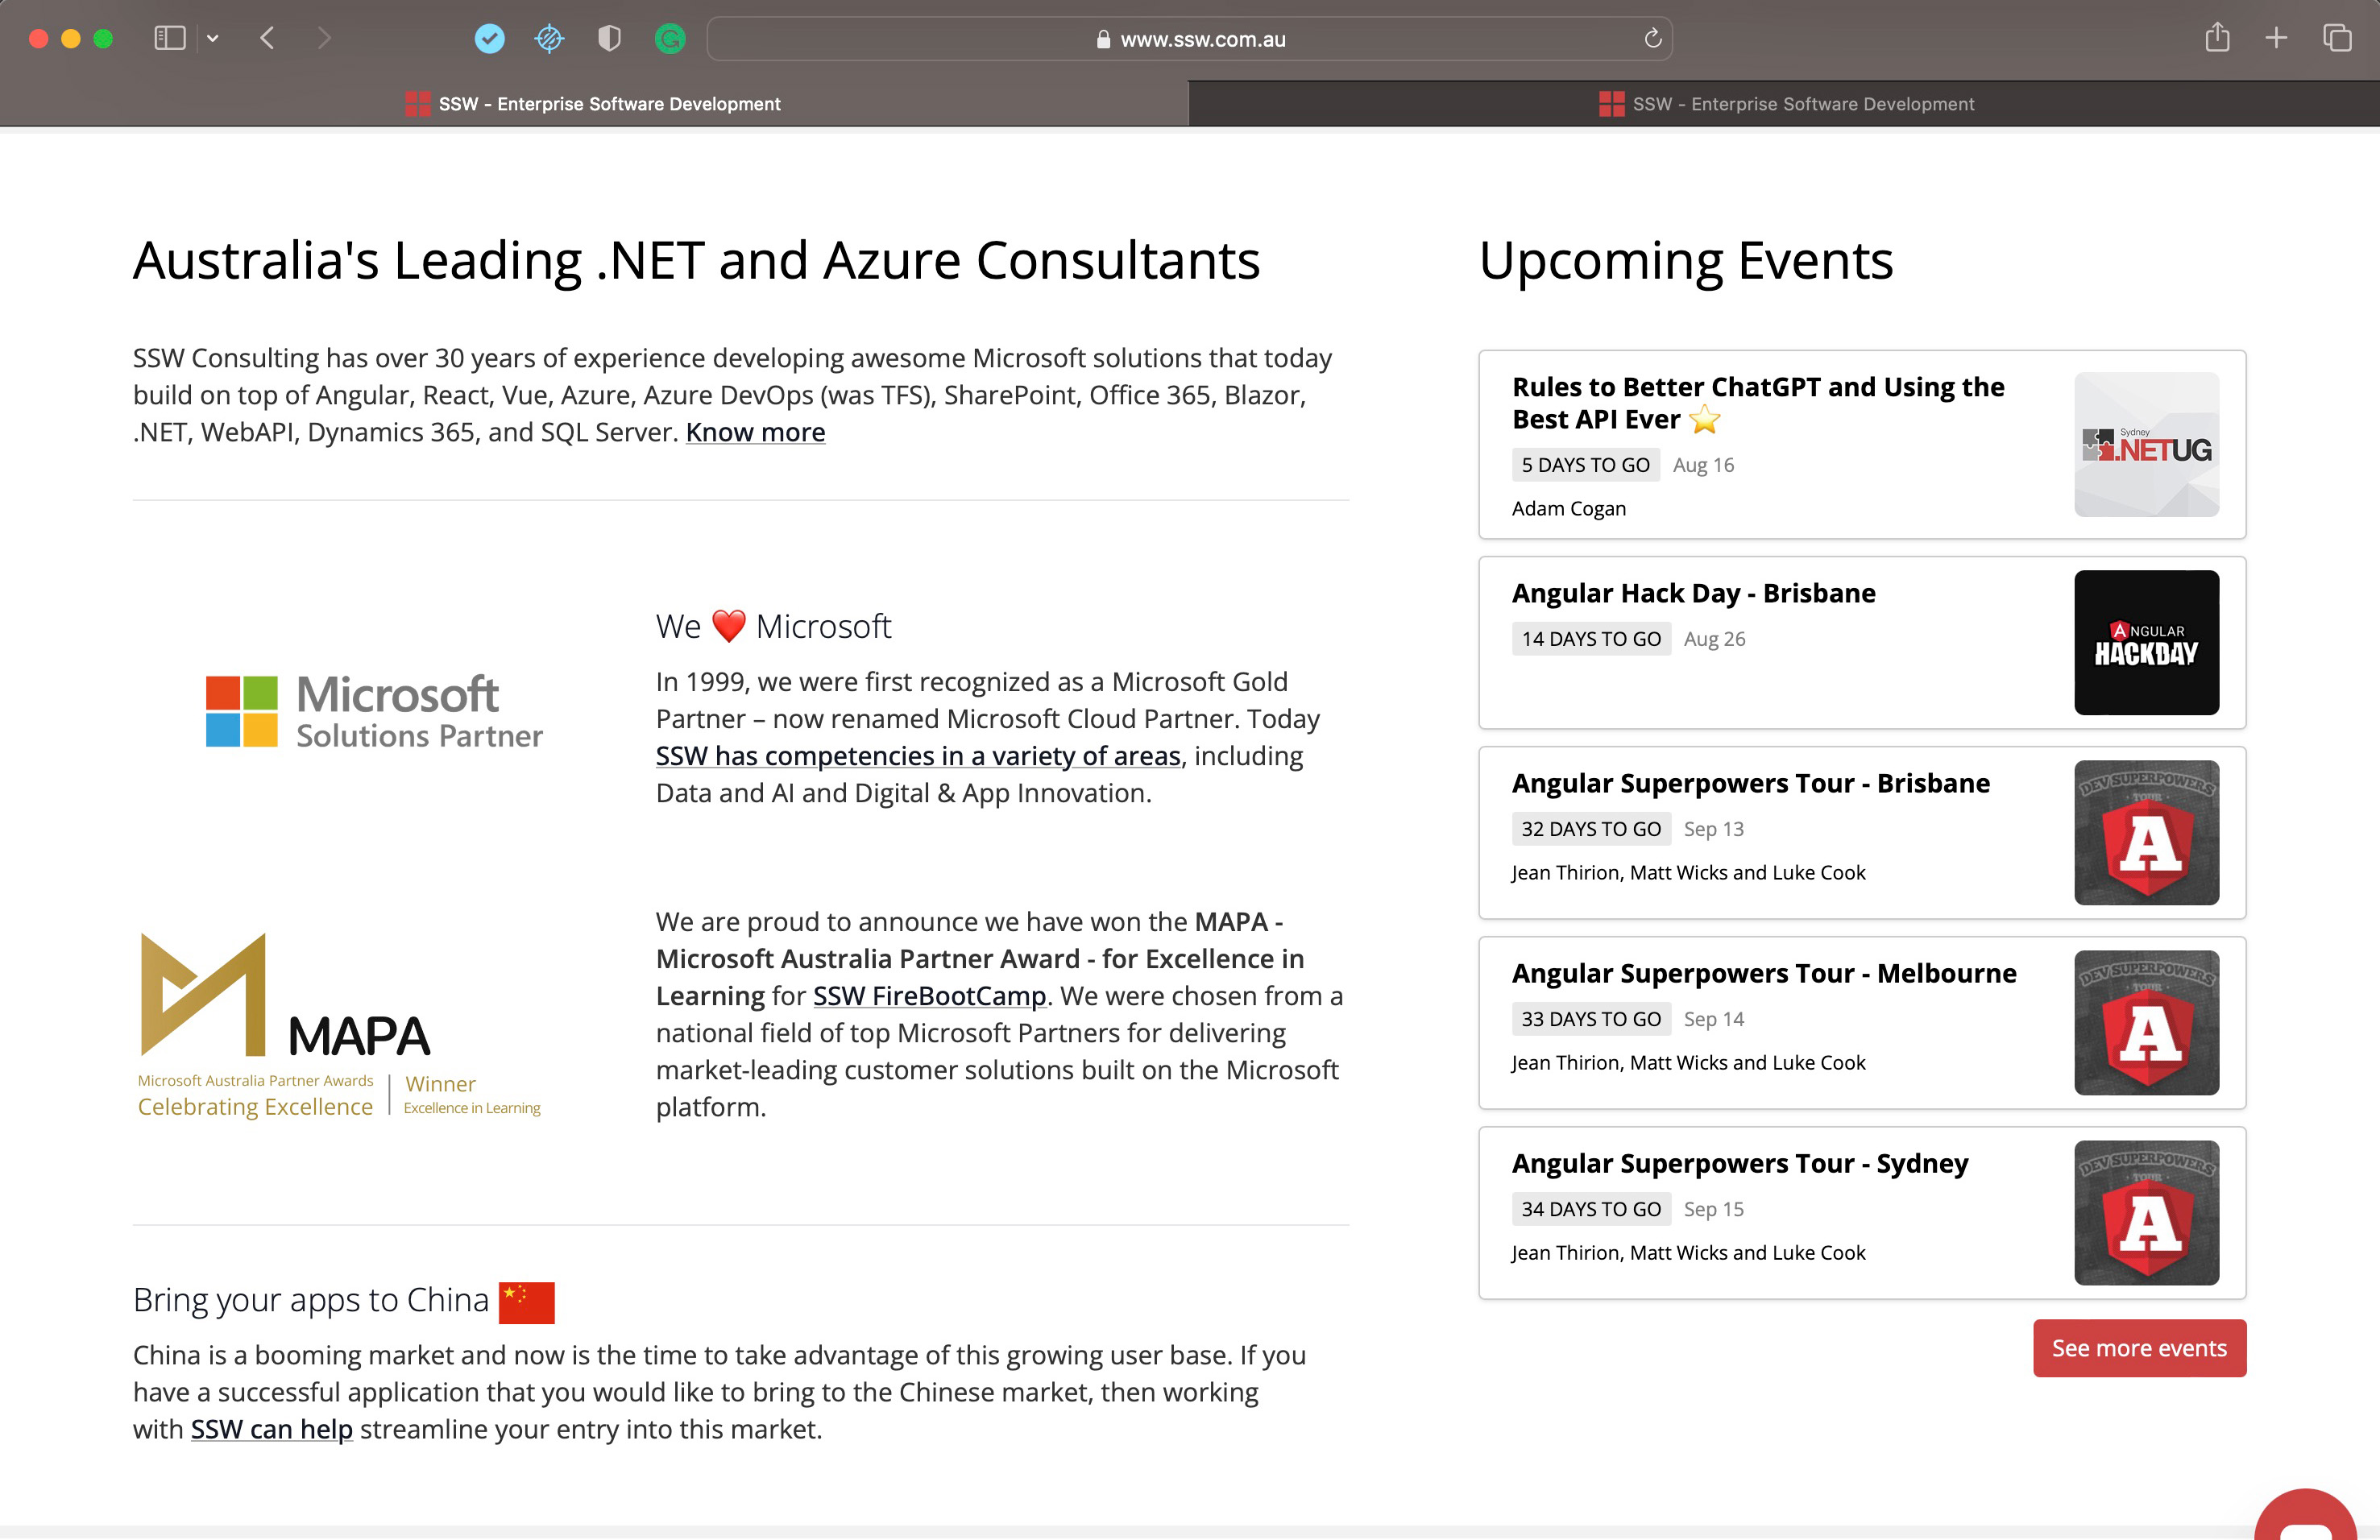 www.ssw.com.au
SSW - Enterprise Software Development
SSW - Enterprise Software Development
Australia's Leading .NET and Azure Consultants
SSW Consulting has over 30 years of experience developing awesome Microsoft solutions that today
build on top of Angular, React, Vue, Azure, Azure DevOps (was TFS), SharePoint, Office 365, Blazor,
.NET, WebAPI, Dynamics 365, and SQL Server. Know more
Microsoft
Solutions Partner
We ❤️ Microsoft
In 1999, we were first recognized as a Microsoft Gold
Partner – now renamed Microsoft Cloud Partner. Today
SSW has competencies in a variety of areas, including
Data and AI and Digital & App Innovation.
MAPA
Microsoft Australia Partner Awards
Celebrating Excellence
Winner
Excellence in Learning
We are proud to announce we have won the MAPA -
Microsoft Australia Partner Award - for Excellence in
Learning for SSW FireBootCamp. We were chosen from a
national field of top Microsoft Partners for delivering
market-leading customer solutions built on the Microsoft
platform.
Bring your apps to China 🇨🇳
China is a booming market and now is the time to take advantage of this growing user base. If you
have a successful application that you would like to bring to the Chinese market, then working
with SSW can help streamline your entry into this market.
Upcoming Events
Rules to Better ChatGPT and Using the
Best API Ever ⭐
5 DAYS TO GO Aug 16
Adam Cogan
Sydney
.NETUG
Angular Hack Day - Brisbane
14 DAYS TO GO Aug 26
ANGULAR
HACKDAY
Angular Superpowers Tour - Brisbane
32 DAYS TO GO Sep 13
Jean Thirion, Matt Wicks and Luke Cook
DEV SUPERPOWERS
TOUR
A
Angular Superpowers Tour - Melbourne
33 DAYS TO GO Sep 14
Jean Thirion, Matt Wicks and Luke Cook
DEV SUPERPOWERS
TOUR
A
Angular Superpowers Tour - Sydney
34 DAYS TO GO Sep 15
Jean Thirion, Matt Wicks and Luke Cook
DEV SUPERPOWERS
TOUR
A
See more events